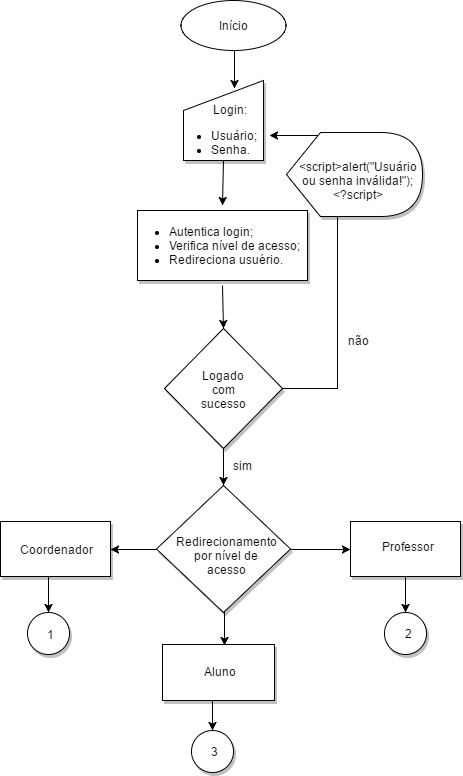 Início
Login:
Usuário;
Senha.
<script>alert("Usuário
ou senha inválida!");
<?script>
Autentica login;
Verifica nível de acesso;
Redireciona usuério.
não
Logado
com
sucesso
sim
Redirecionamento
por nível de
acesso
Coordenador
Professor
1
2
Aluno
3